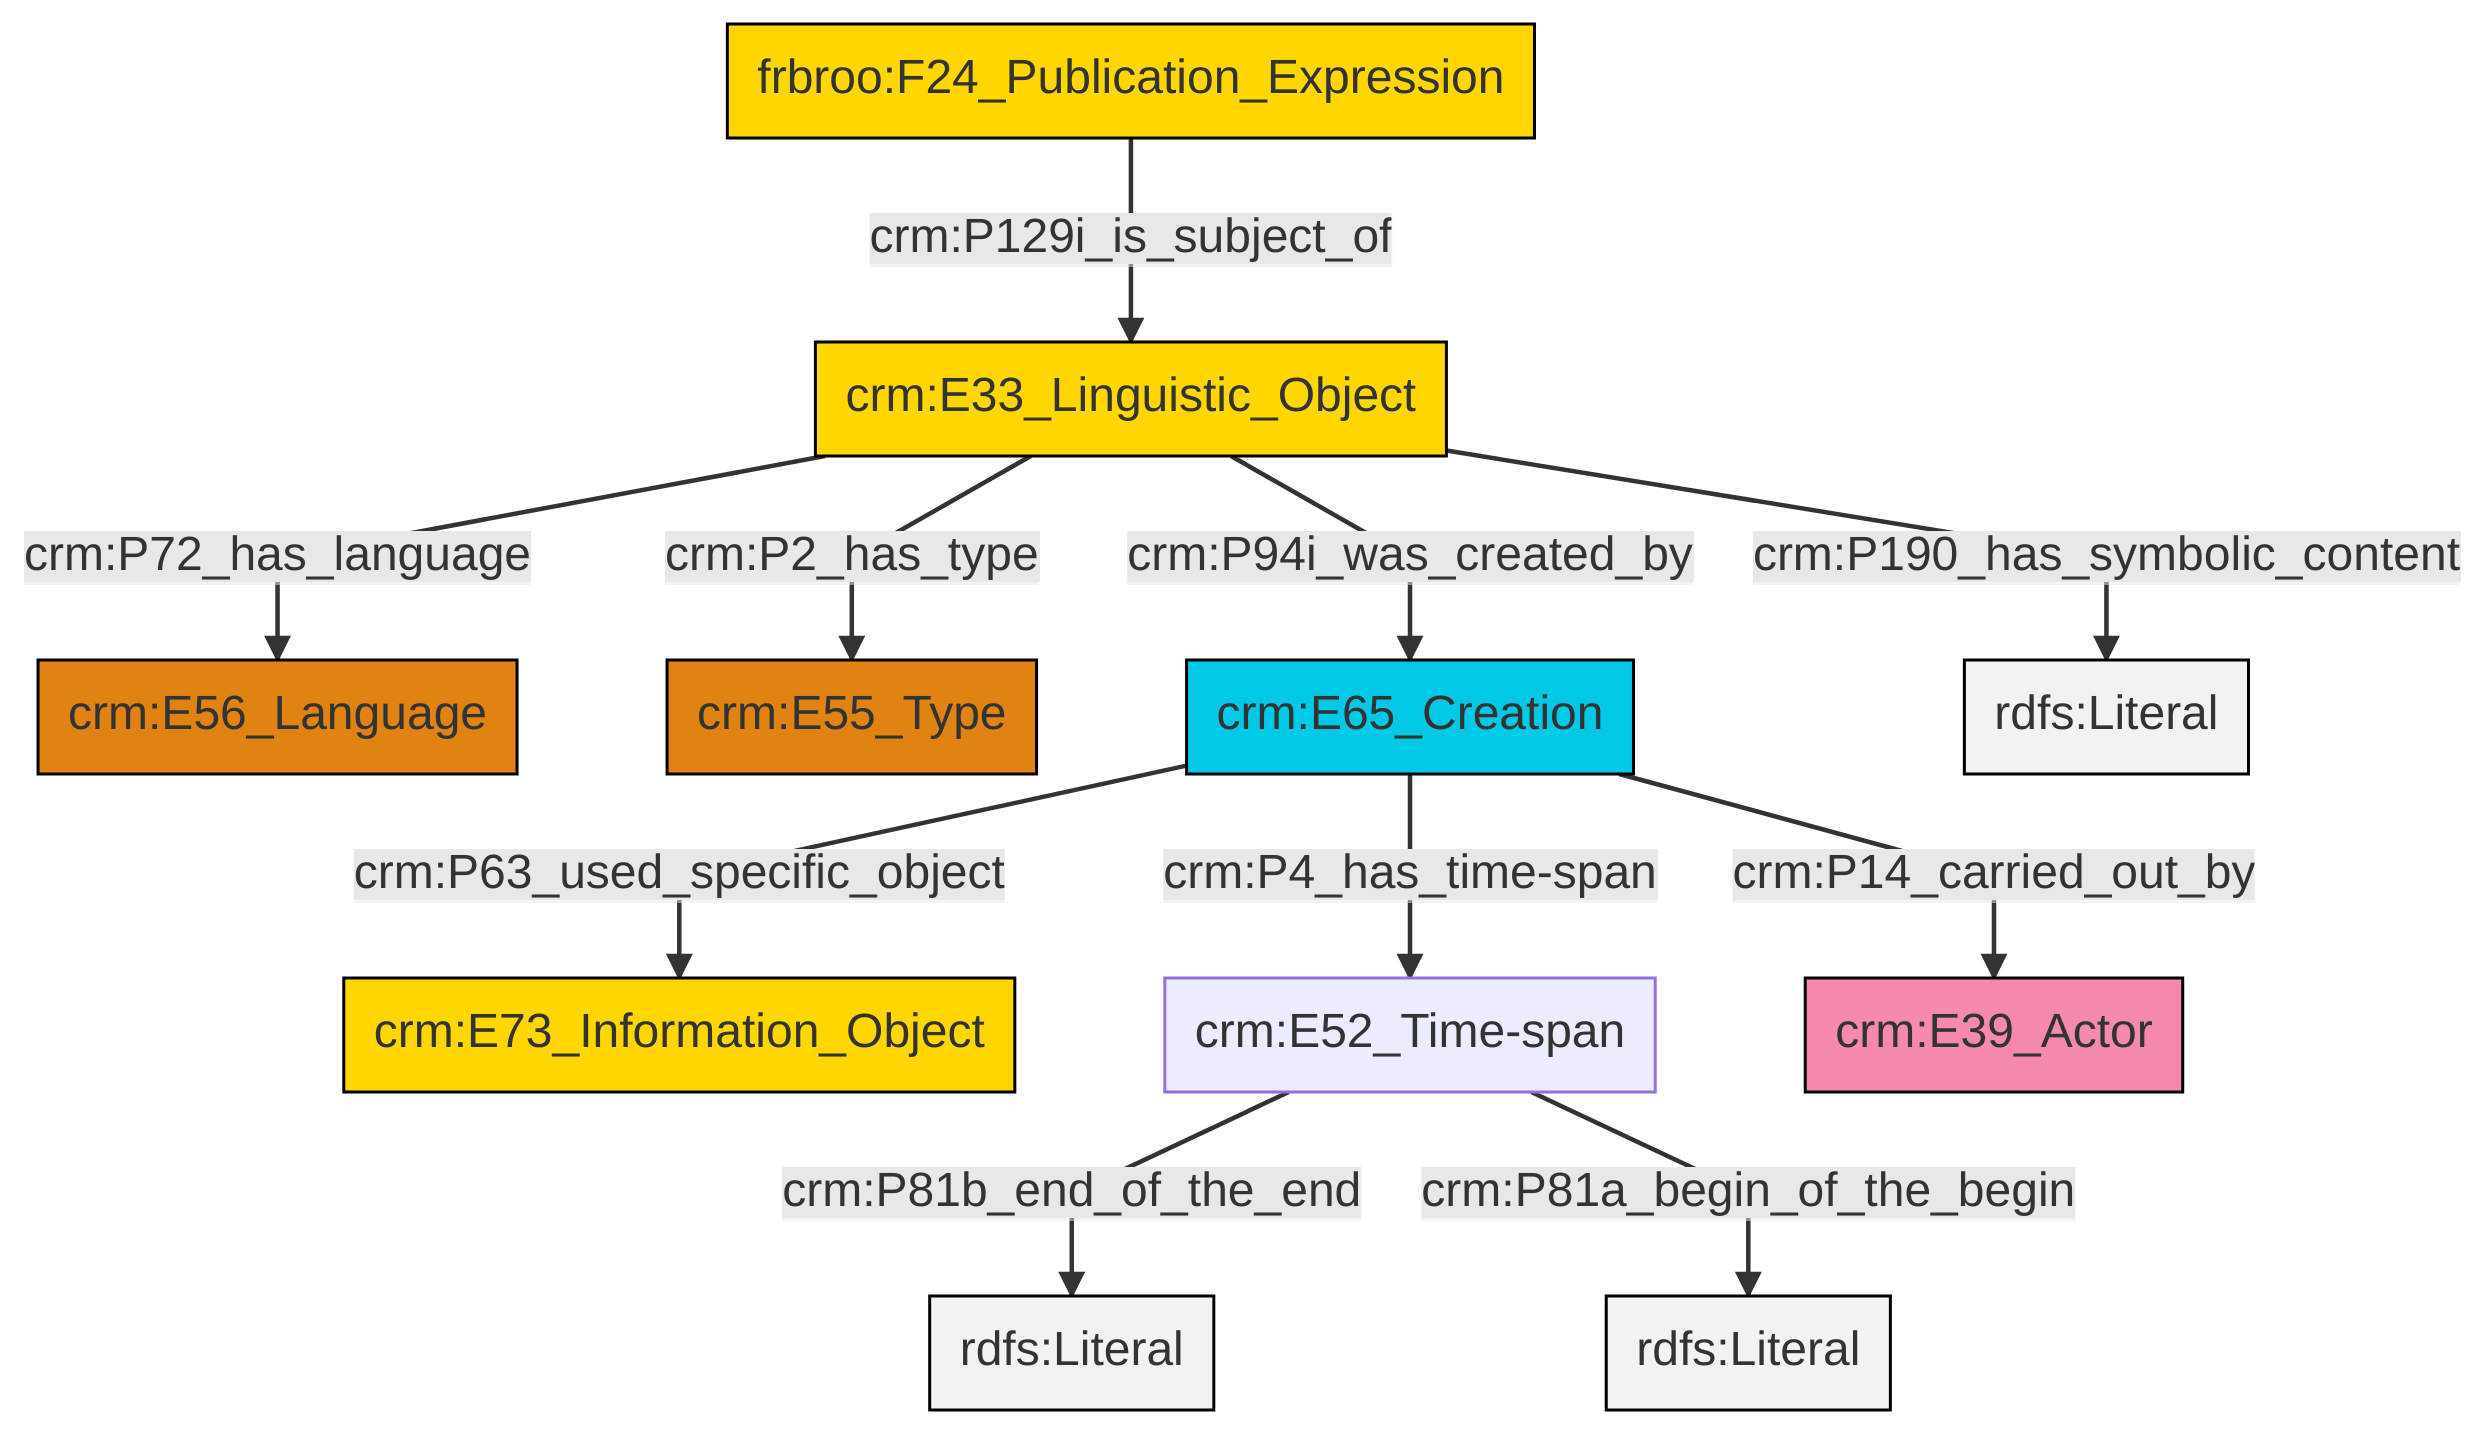 frbroo:F24_Publication_Expression
crm:P129i_is_subject_of
crm:E33_Linguistic_Object
crm:P72_has_language
crm:P2_has_type
crm:P94i_was_created_by
crm:P190_has_symbolic_content
crm:E56_Language
crm:E55_Type
crm:E65_Creation
rdfs:Literal
crm:P63_used_specific_object
crm:P4_has_time-span
crm:P14_carried_out_by
crm:E73_Information_Object
crm:E52_Time-span
crm:E39_Actor
crm:P81b_end_of_the_end
crm:P81a_begin_of_the_begin
rdfs:Literal
rdfs:Literal